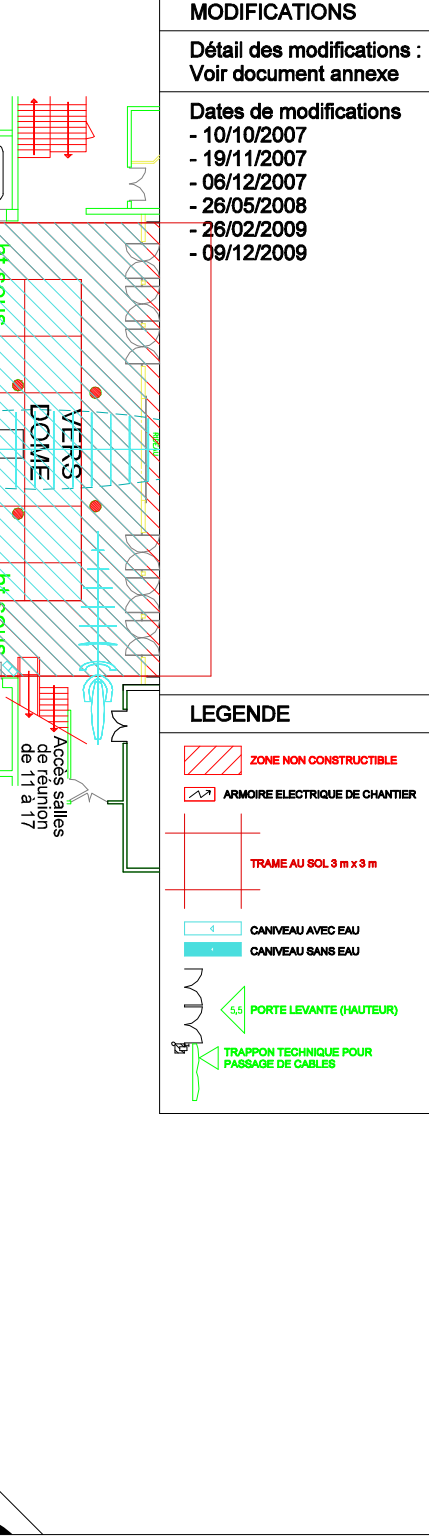 MODIFICATIONS
Détail des modifications :
Voir document annexe
Dates de modifications
- 10/10/2007
- 19/11/2007
- 06/12/2007
- 26/05/2008
- 26/02/2009
- 09/12/2009
VERS
DOME
Accès salles
de réunion
de 11 à 17
LEGENDE
ZONE NON CONSTRUCTIBLE
ARMOIRE ELECTRIQUE DE CHANTIER
TRAME AU SOL 3 m x 3 m
CANIVEAU AVEC EAU
CANIVEAU SANS EAU
5,5 PORTE LEVANTE (HAUTEUR)
TRAPPON TECHNIQUE POUR
PASSAGE DE CABLES